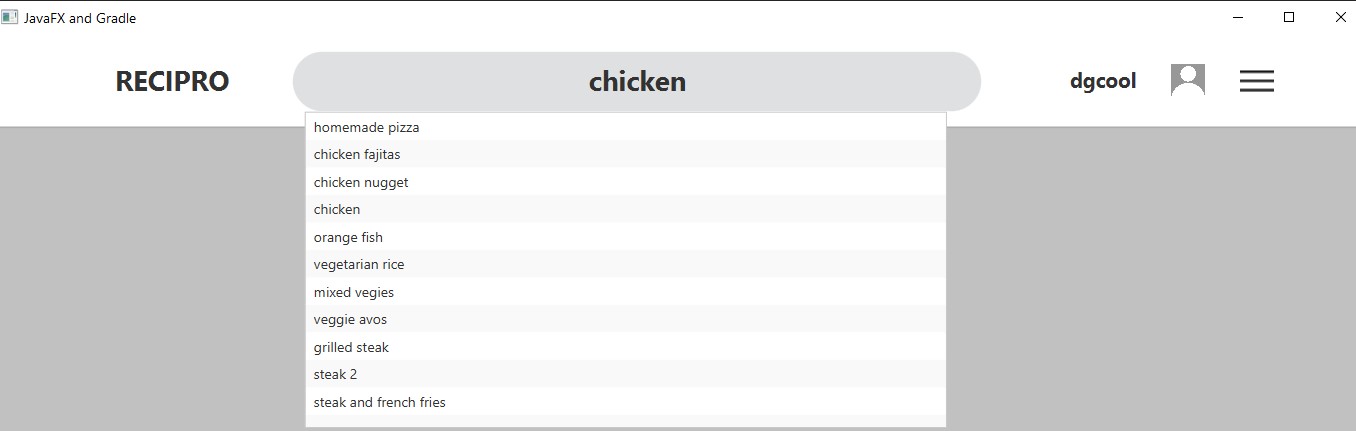 JavaFX and Gradle
RECIPRO
chicken
dgcool
homemade pizza
chicken fajitas
chicken nugget
chicken
orange fish
vegetarian rice
mixed vegies
veggie avos
grilled steak
steak 2
steak and french fries